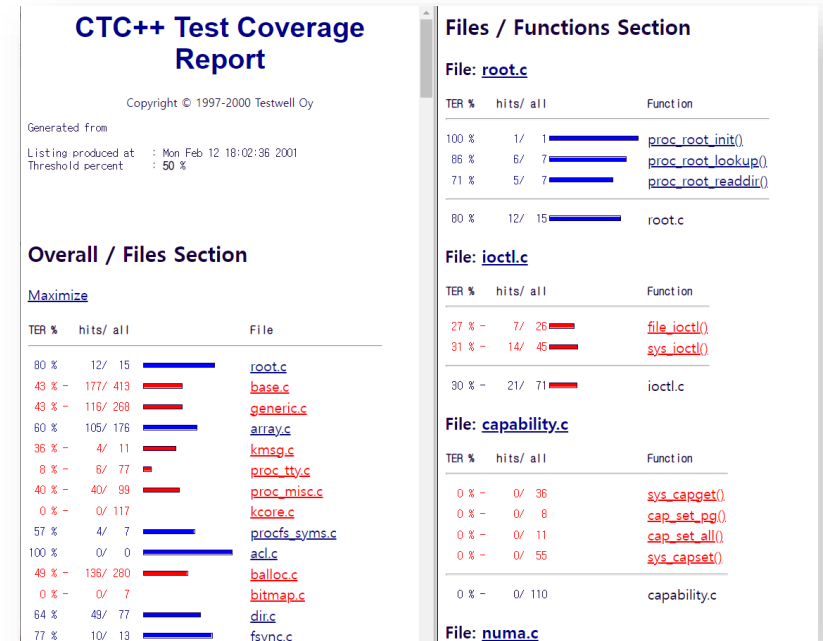 CTC++ Test Coverage
Report
Copyright © 1997-2000 Testwell Oy
Generated from
Listing produced at : Mon Feb 12 18:02:36 2001
Threshold percent : 50 %
Overall / Files Section
Maximize
TER % hits/ all File
80 % 12/ 15 root.c
43 % - 177/ 413 base.c
43 % - 116/ 268 generic.c
60 % 105/ 176 array.c
36 % - 4/ 11 kmsg.c
8 % - 6/ 77 proc_tty.c
40 % - 40/ 99 proc_misc.c
0 % - 0/ 117 kcore.c
57 % 4/ 7 procfs_syms.c
100 % 0/ 0 acl.c
49 % - 136/ 280 balloc.c
0 % - 0/ 7 bitmap.c
64 % 49/ 77 dir.c
77 % 10/ 13 fsync.c
Files / Functions Section
File: root.c
TER % hits/ all Function
100 % 1/ 1 proc_root_init()
86 % 6/ 7 proc_root_lookup()
71 % 5/ 7 proc_root_readdir()
80 % 12/ 15 root.c
File: ioctl.c
TER % hits/ all Function
27 % - 7/ 26 file_ioctl()
31 % - 14/ 45 sys_ioctl()
30 % - 21/ 71 ioctl.c
File: capability.c
TER % hits/ all Function
0 % - 0/ 36 sys_capget()
0 % - 0/ 8 cap_set_pg()
0 % - 0/ 11 cap_set_all()
0 % - 0/ 55 sys_capset()
0 % - 0/ 110 capability.c
File: numa.c